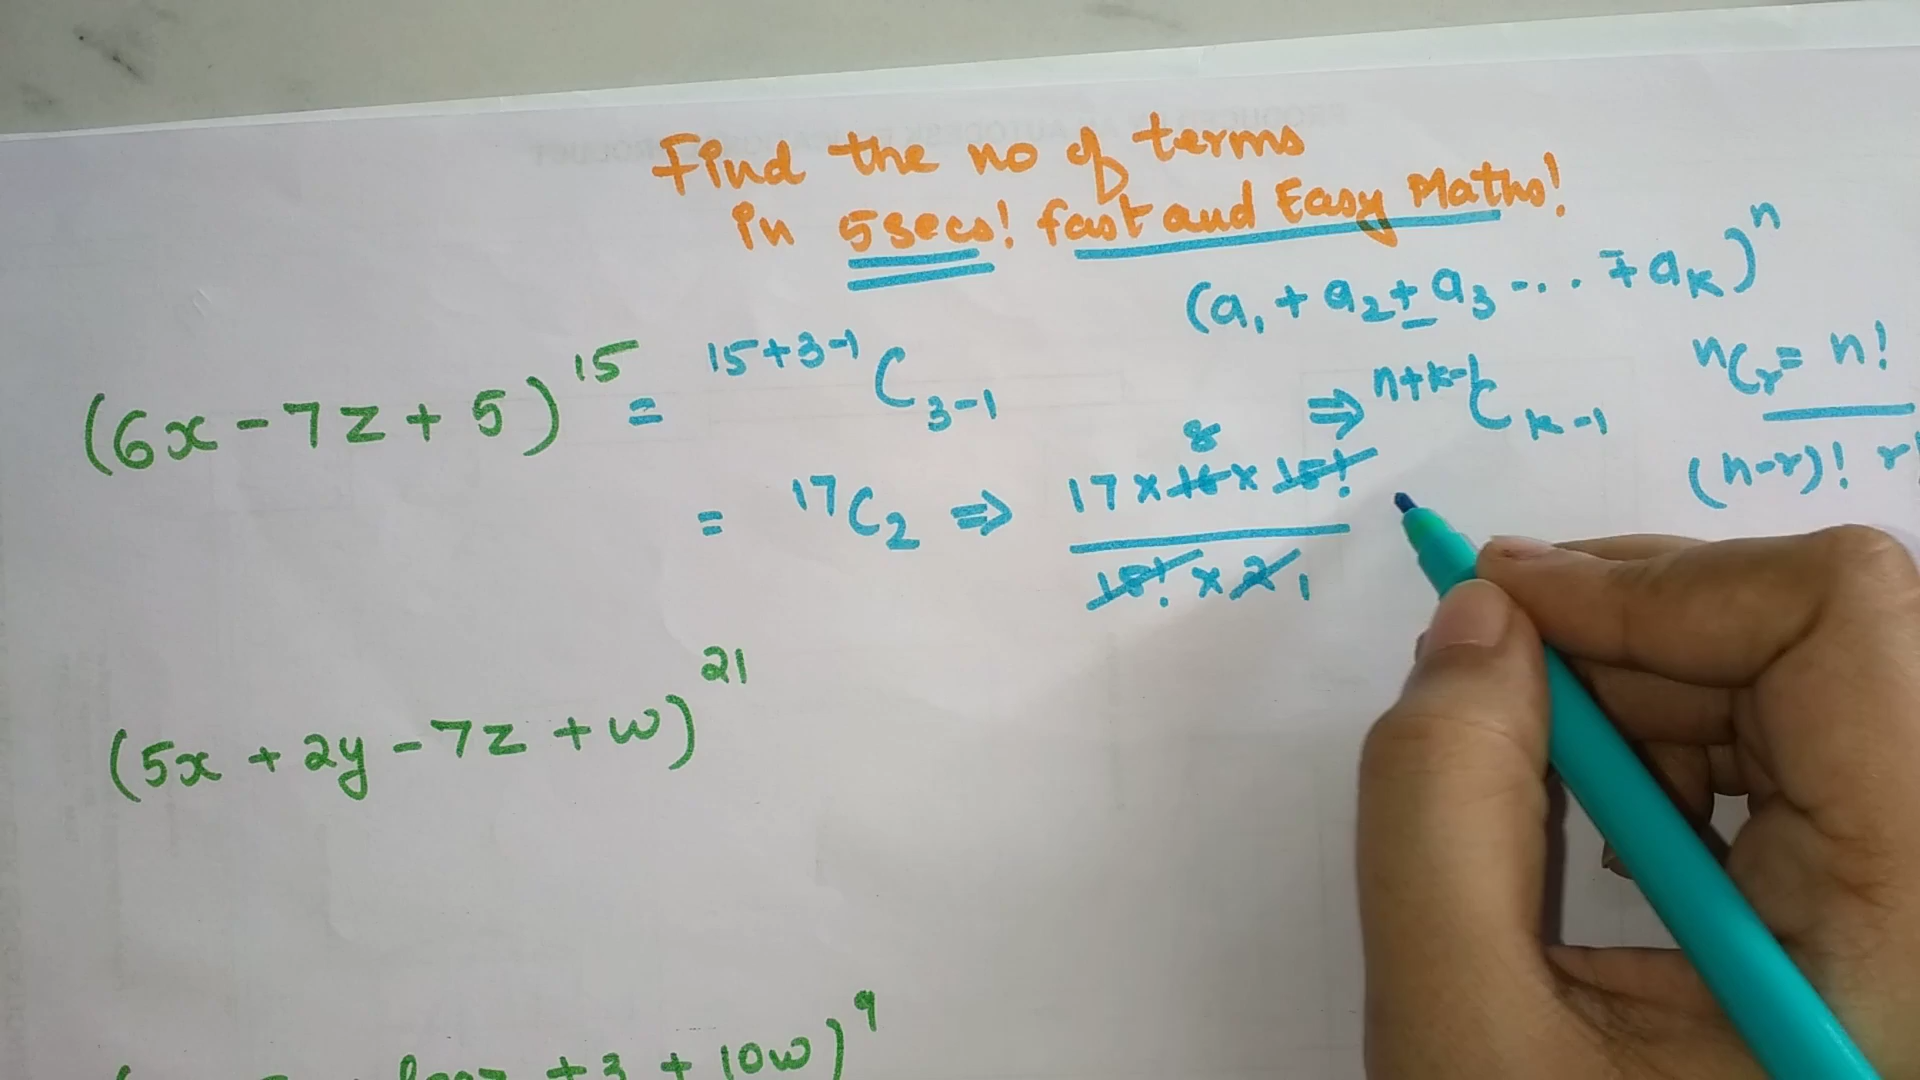 Find the no of terms
in 5secs! fast and Easy Maths!
(a₁ + a₂ + a₃ -... + aₖ)ⁿ
(6x - 7z + 5)¹⁵ = ¹⁵⁺³⁻¹C₃₋₁
⇒ ⁿ⁺ᵏ⁻¹Cₖ₋₁
ⁿCᵣ = n!
(n-r)! r!
= ¹⁷C₂ ⇒ 17 × 16 × 15!
8
15! × 2 1
(5x + 2y - 7z + w)²¹
+ 3 + 10w)⁹